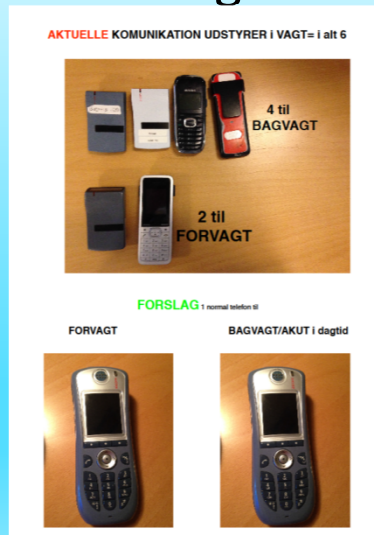 AKTUELLE KOMUNIKATION UDSTYRER i VAGT= i alt 6
4 til
BAGVAGT
2 til
FORVAGT
FORSLAG 1 normal telefon til
FORVAGT
BAGVAGT/AKUT i dagtid